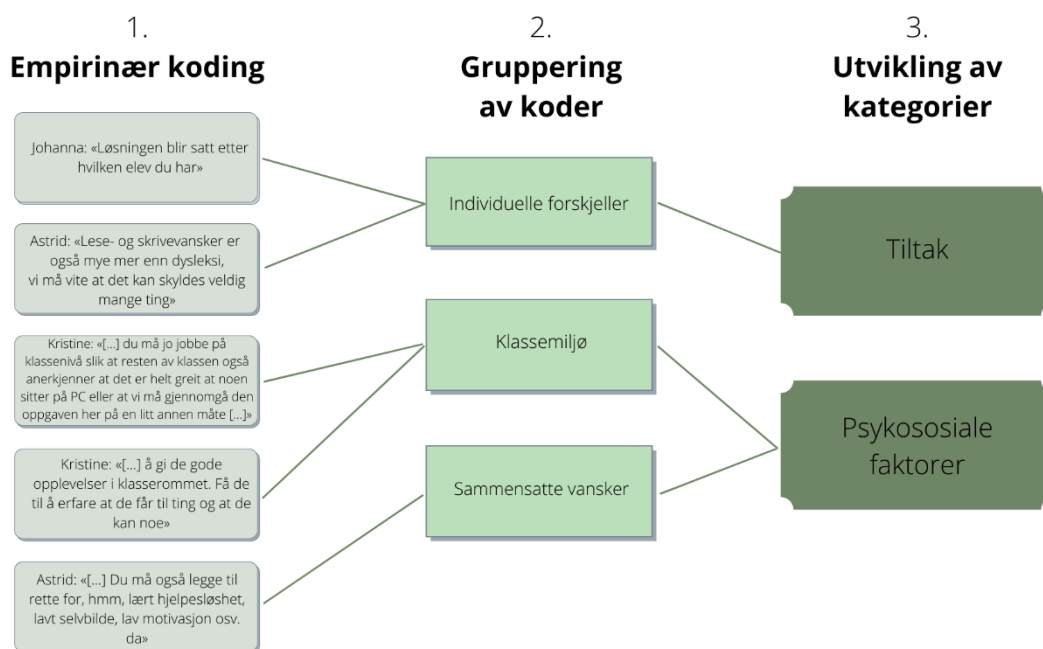 1.
Empirinær koding
2.
Gruppering
av koder
3.
Utvikling av
kategorier
Johanna: «Løsningen blir satt etter
hvilken elev du har»
Astrid: «Lese- og skrivevansker er
også mye mer enn dysleksi,
vi må vite at det kan skyldes veldig
mange ting»
Kristine: «[...] du må jo jobbe på
klassenivå slik at resten av klassen også
anerkjenner at det er helt greit at noen
sitter på PC eller at vi må gjennomgå den
oppgaven her på en litt annen måte [...]»
Kristine: «[...] å gi de gode
opplevelser i klasserommet. Få de
til å erfare at de får til ting og at de
kan noe»
Astrid: «[...] Du må også legge til
rette for, hmm, lært hjelpesløshet,
lavt selvbilde, lav motivasjon osv.
da»
Individuelle forskjeller
Klassemiljø
Sammensatte vansker
Tiltak
Psykososiale
faktorer